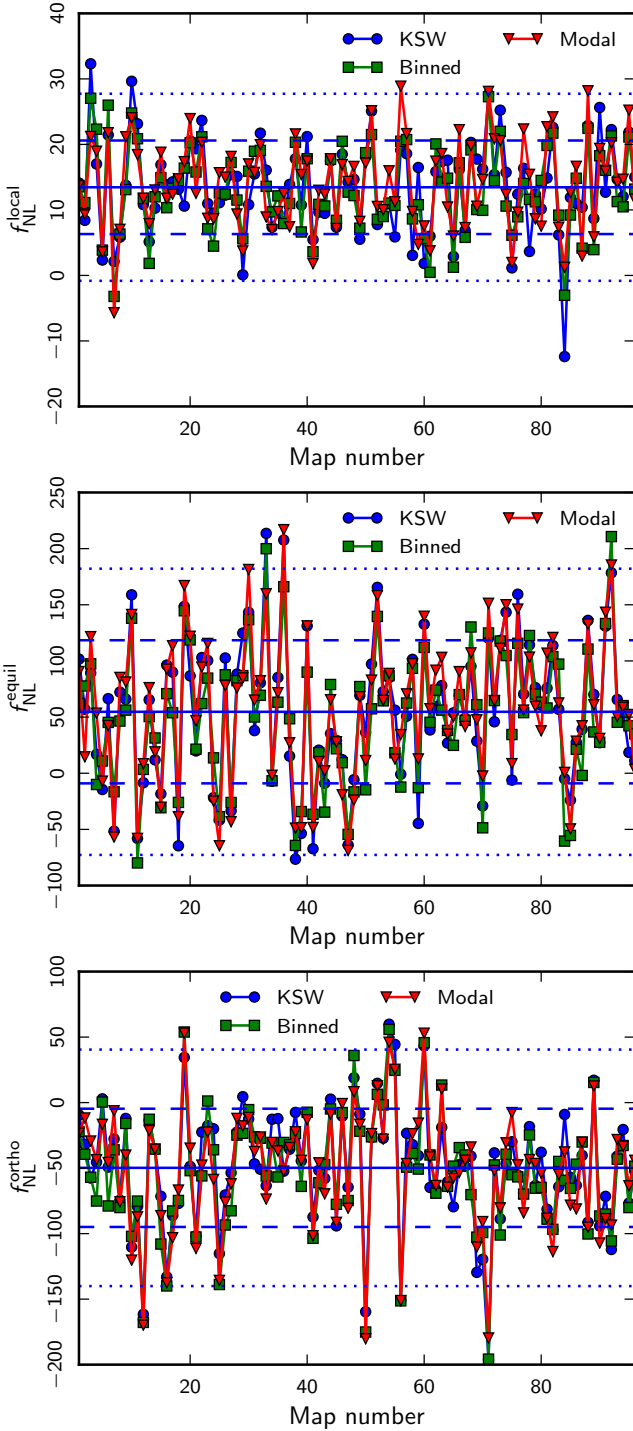 40
30
20
10
0
−10
−20
f_NL^local
KSW
Binned
Modal
20 40 60 80
Map number
250
200
150
100
50
0
−50
−100
f_NL^equil
KSW
Binned
Modal
20 40 60 80
Map number
100
50
0
−50
−100
−150
−200
f_NL^ortho
KSW
Binned
Modal
20 40 60 80
Map number